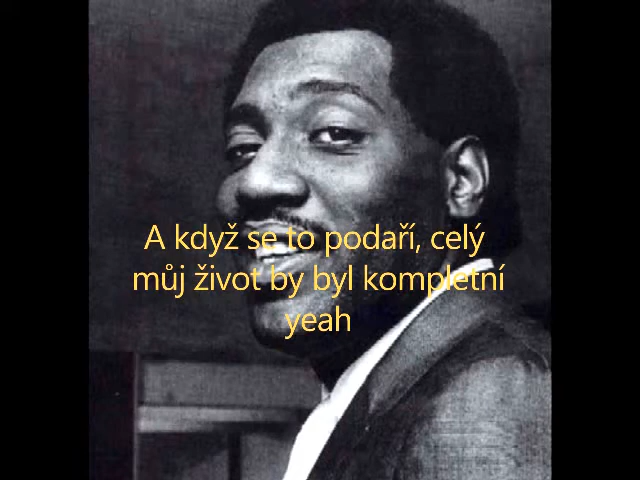 A když se to podaří, celý
můj život by byl kompletní
yeah